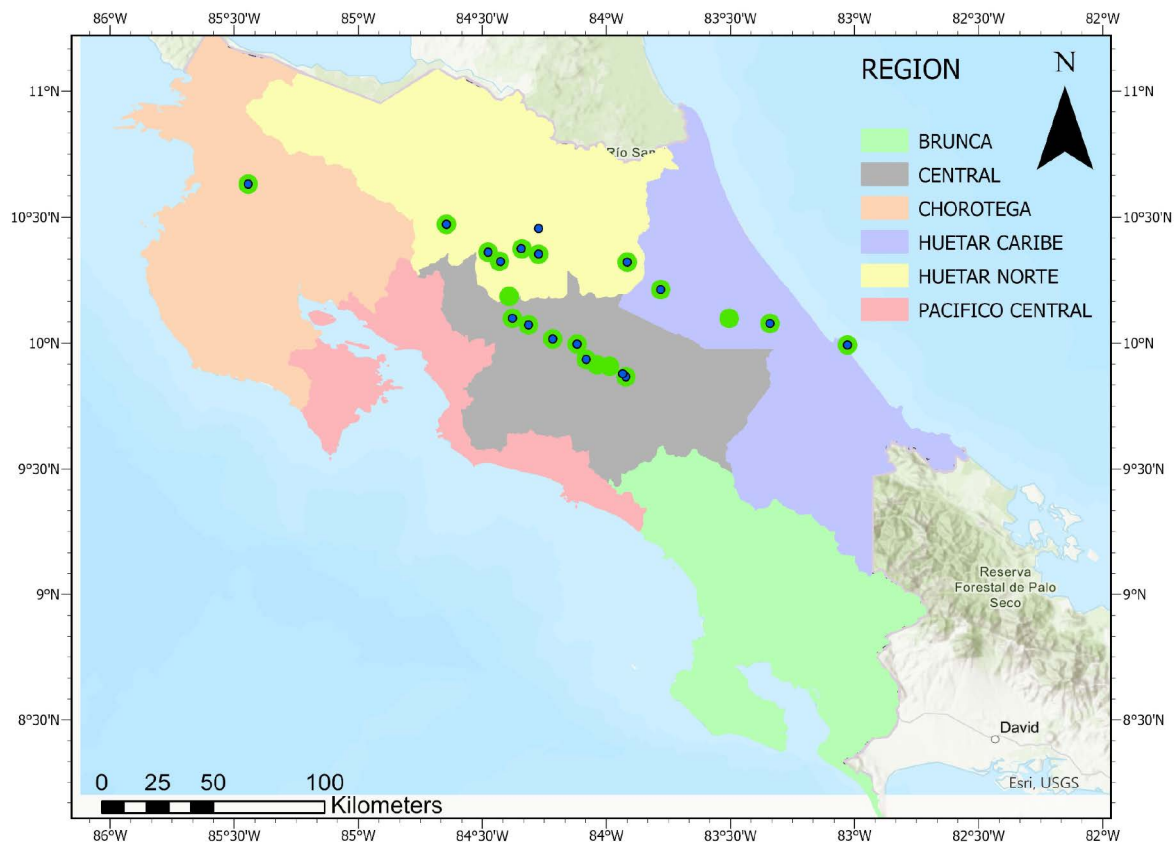 86°W 85°30'W 85°W 84°30'W 84°W 83°30'W 83°W 82°30'W 82°W
11°N 11°N
10°30'N 10°30'N
10°N 10°N
9°30'N 9°30'N
9°N 9°N
8°30'N 8°30'N
REGION
N
BRUNCA
CENTRAL
CHOROTEGA
HUETAR CARIBE
HUETAR NORTE
PACIFICO CENTRAL
Río San
Reserva
Forestal de Palo
Seco
David
Esri, USGS
0 25 50 100
Kilometers
86°W 85°30'W 85°W 84°30'W 84°W 83°30'W 83°W 82°30'W 82°W